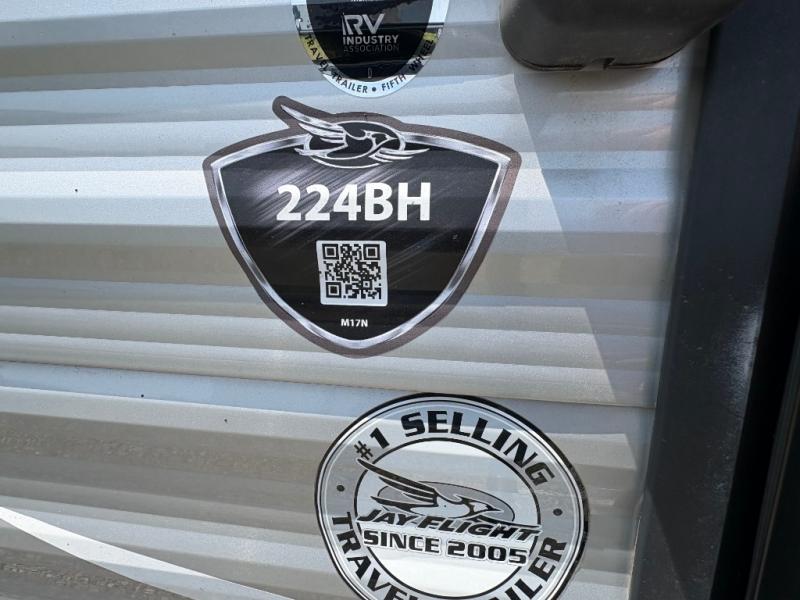 RV
INDUSTRY
ASSOCIATION
TRAVEL TRAILER • FIFTH WHEEL
224BH
M17N
#1 SELLING
JAY FLIGHT
SINCE 2005
TRAVEL TRAILER